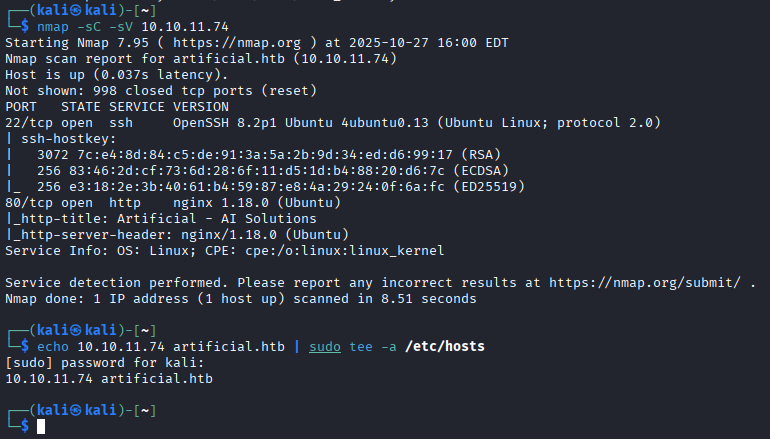 ┌──(kali㉿kali)-[~]
└─$ nmap -sC -sV 10.10.11.74
Starting Nmap 7.95 ( https://nmap.org ) at 2025-10-27 16:00 EDT
Nmap scan report for artificial.htb (10.10.11.74)
Host is up (0.037s latency).
Not shown: 998 closed tcp ports (reset)
PORT   STATE SERVICE VERSION
22/tcp open  ssh     OpenSSH 8.2p1 Ubuntu 4ubuntu0.13 (Ubuntu Linux; protocol 2.0)
| ssh-hostkey:
|   3072 7c:e4:8d:84:c5:de:91:3a:5a:2b:9d:34:ed:d6:99:17 (RSA)
|   256 83:46:2d:cf:73:6d:28:6f:11:d5:1d:b4:88:20:d6:7c (ECDSA)
|_  256 e3:18:2e:3b:40:61:b4:59:87:e8:4a:29:24:0f:6a:fc (ED25519)
80/tcp open  http    nginx 1.18.0 (Ubuntu)
|_http-title: Artificial - AI Solutions
|_http-server-header: nginx/1.18.0 (Ubuntu)
Service Info: OS: Linux; CPE: cpe:/o:linux:linux_kernel

Service detection performed. Please report any incorrect results at https://nmap.org/submit/ .
Nmap done: 1 IP address (1 host up) scanned in 8.51 seconds

┌──(kali㉿kali)-[~]
└─$ echo 10.10.11.74 artificial.htb | sudo tee -a /etc/hosts
[sudo] password for kali:
10.10.11.74 artificial.htb

┌──(kali㉿kali)-[~]
└─$